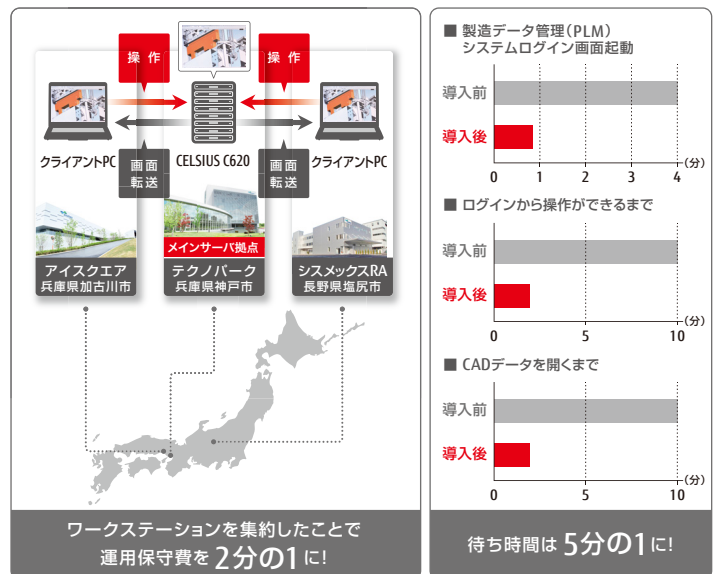 操作
操作
クライアントPC
CELSIUS C620
クライアントPC
画面
転送
画面
転送
メインサーバ拠点
アイスクエア
兵庫県加古川市
テクノパーク
兵庫県神戸市
シスメックスRA
長野県塩尻市
ワークステーションを集約したことで
運用保守費を2分の1に!
■ 製造データ管理(PLM)
システムログイン画面起動
導入前
導入後
0 1 2 3 4 (分)
■ ログインから操作ができるまで
導入前
導入後
0 5 10 (分)
■ CADデータを開くまで
導入前
導入後
0 5 10 (分)
待ち時間は5分の1に!